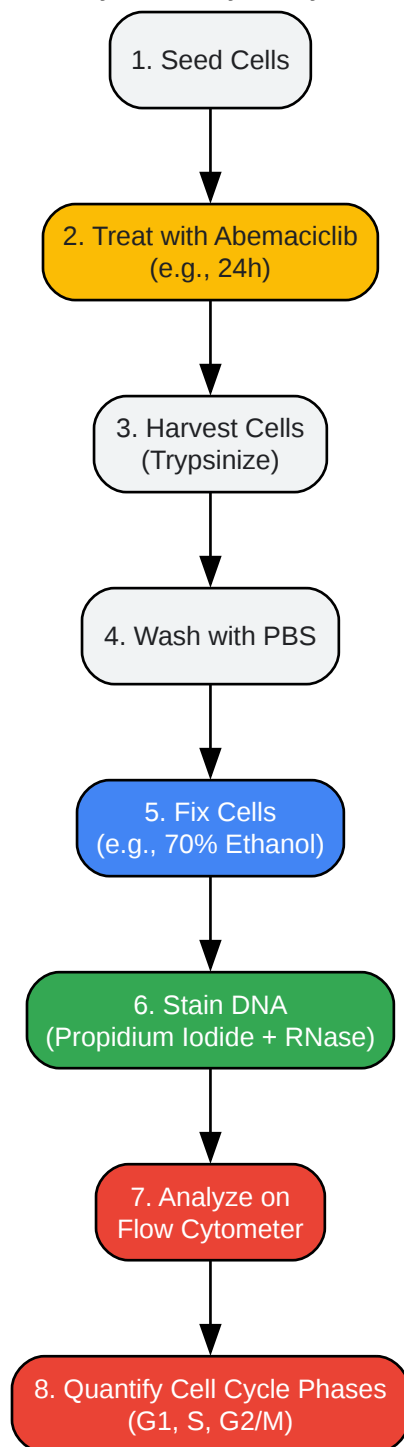 1. Seed Cells
2. Treat with Abemaciclib
(e.g., 24h)
3. Harvest Cells
(Trypsinize)
4. Wash with PBS
5. Fix Cells
(e.g., 70% Ethanol)
6. Stain DNA
(Propidium Iodide + RNase)
7. Analyze on
Flow Cytometer
8. Quantify Cell Cycle Phases
(G1, S, G2/M)